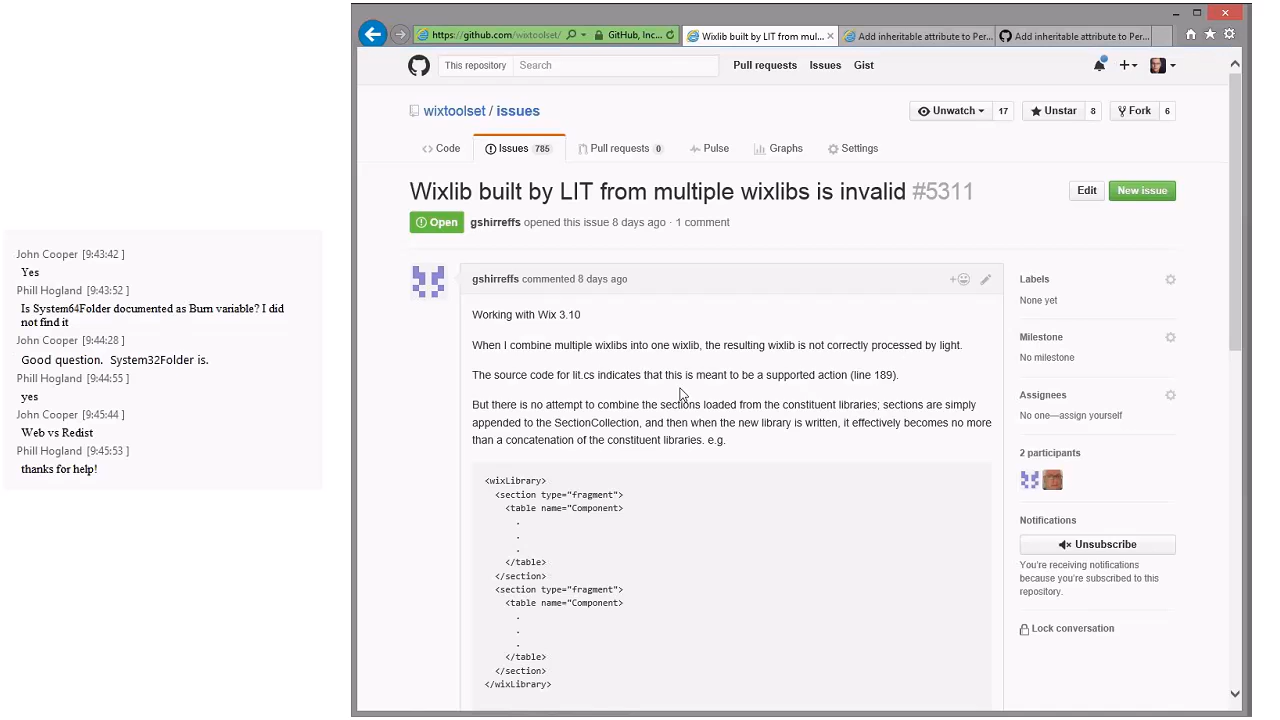 John Cooper [9:43:42 ]
Yes
Phill Hogland [9:43:52 ]
Is System64Folder documented as Burn variable? I did
not find it
John Cooper [9:44:28 ]
Good question.  System32Folder is.
Phill Hogland [9:44:55 ]
yes
John Cooper [9:45:44 ]
Web vs Redist
Phill Hogland [9:45:53 ]
thanks for help!
https://github.com/wixtoolset/ GitHub, Inc... Wixlib built by LIT from mul... Add inheritable attribute to Per... Add inheritable attribute to Per...
This repository Search Pull requests Issues Gist
wixtoolset / issues Unwatch 17 Unstar 8 Fork 6
Code Issues 785 Pull requests 0 Pulse Graphs Settings
Wixlib built by LIT from multiple wixlibs is invalid #5311 Edit New issue
Open gshirreffs opened this issue 8 days ago · 1 comment
gshirreffs commented 8 days ago
Working with Wix 3.10
When I combine multiple wixlibs into one wixlib, the resulting wixlib is not correctly processed by light.
The source code for lit.cs indicates that this is meant to be a supported action (line 189).
But there is no attempt to combine the sections loaded from the constituent libraries; sections are simply
appended to the SectionCollection, and then when the new library is written, it effectively becomes no more
than a concatenation of the constituent libraries. e.g.
<wixLibrary>
<section type="fragment">
<table name="Component>
.
.
.
</table>
</section>
<section type="fragment">
<table name="Component>
.
.
.
</table>
</section>
</wixLibrary>
Labels
None yet
Milestone
No milestone
Assignees
No one—assign yourself
2 participants
Notifications
Unsubscribe
You're receiving notifications
because you're subscribed to this
repository.
Lock conversation